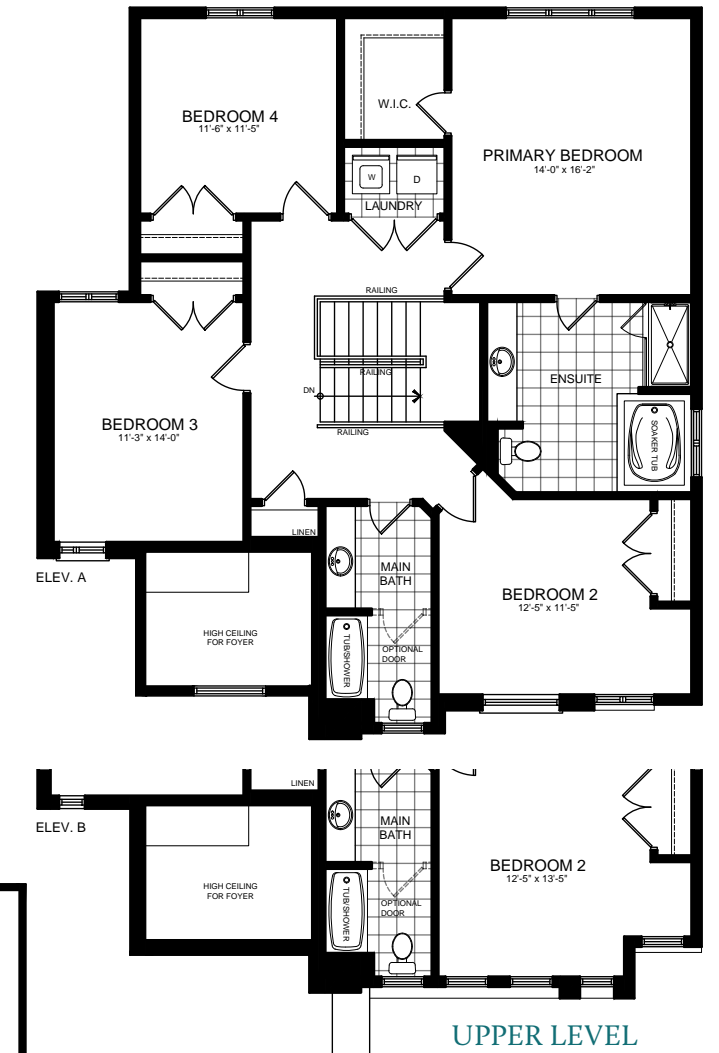 BEDROOM 4
11'-6" x 11'-5"
W.I.C.
PRIMARY BEDROOM
14'-0" x 16'-2"
W
D
LAUNDRY
RAILING
RAILING
DN
RAILING
ENSUITE
SOAKER TUB
BEDROOM 3
11'-3" x 14'-0"
LINEN
ELEV. A
MAIN
BATH
BEDROOM 2
12'-5" x 11'-5"
HIGH CEILING
FOR FOYER
TUB/SHOWER
OPTIONAL
DOOR
LINEN
ELEV. B
MAIN
BATH
BEDROOM 2
12'-5" x 13'-5"
HIGH CEILING
FOR FOYER
TUB/SHOWER
OPTIONAL
DOOR
UPPER LEVEL